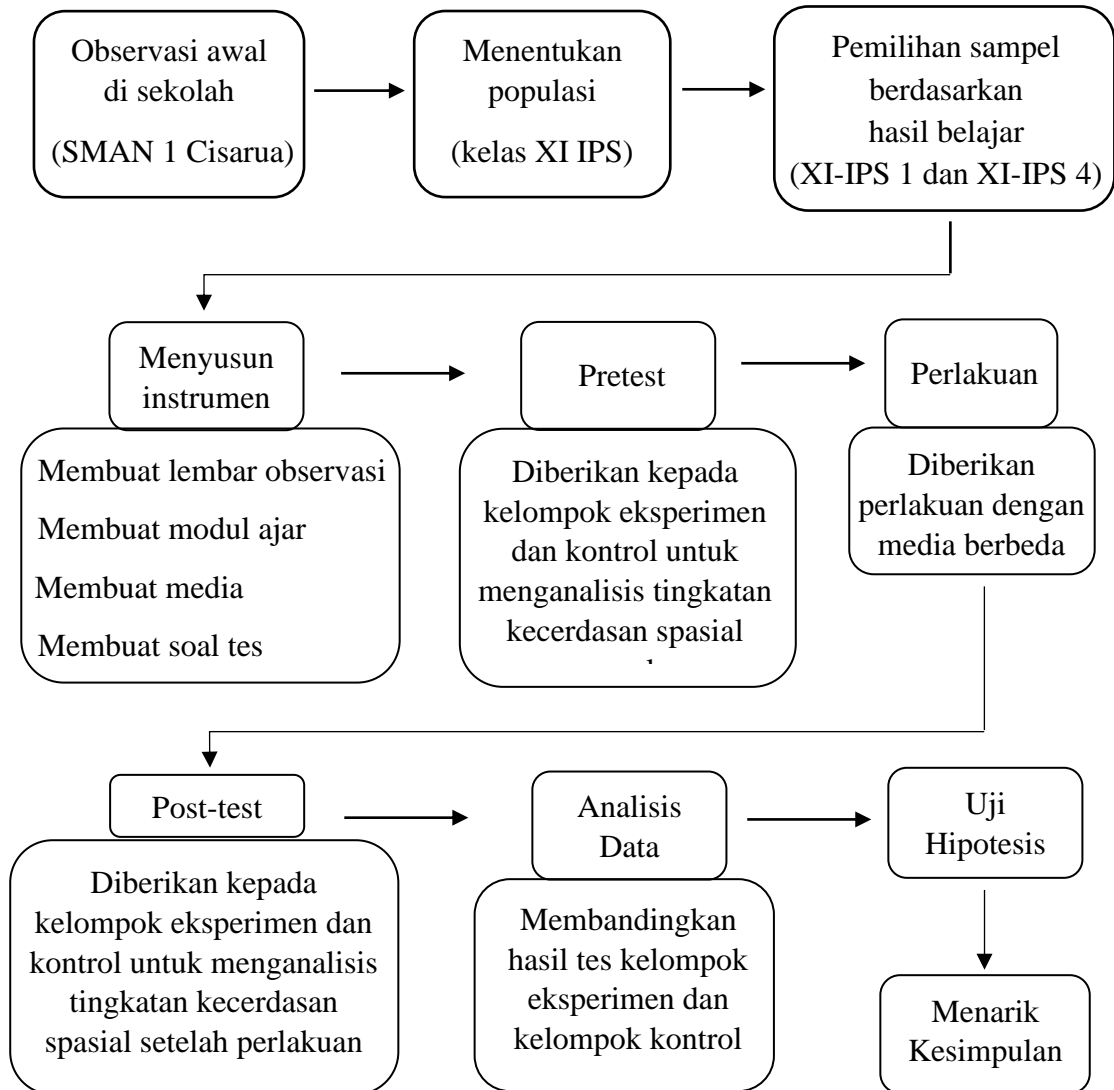 Observasi awal
di sekolah
(SMAN 1 Cisarua)
Menentukan
populasi
(kelas XI IPS)
Pemilihan sampel
berdasarkan
hasil belajar
(XI-IPS 1 dan XI-IPS 4)
Menyusun
instrumen
Membuat lembar observasi
Membuat modul ajar
Membuat media
Membuat soal tes
Pretest
Diberikan kepada
kelompok eksperimen
dan kontrol untuk
menganalisis tingkatan
kecerdasan spasial
Perlakuan
Diberikan
perlakuan dengan
media berbeda
Post-test
Diberikan kepada
kelompok eksperimen dan
kontrol untuk menganalisis
tingkatan kecerdasan
spasial setelah perlakuan
Analisis
Data
Membandingkan
hasil tes kelompok
eksperimen dan
kelompok kontrol
Uji
Hipotesis
Menarik
Kesimpulan